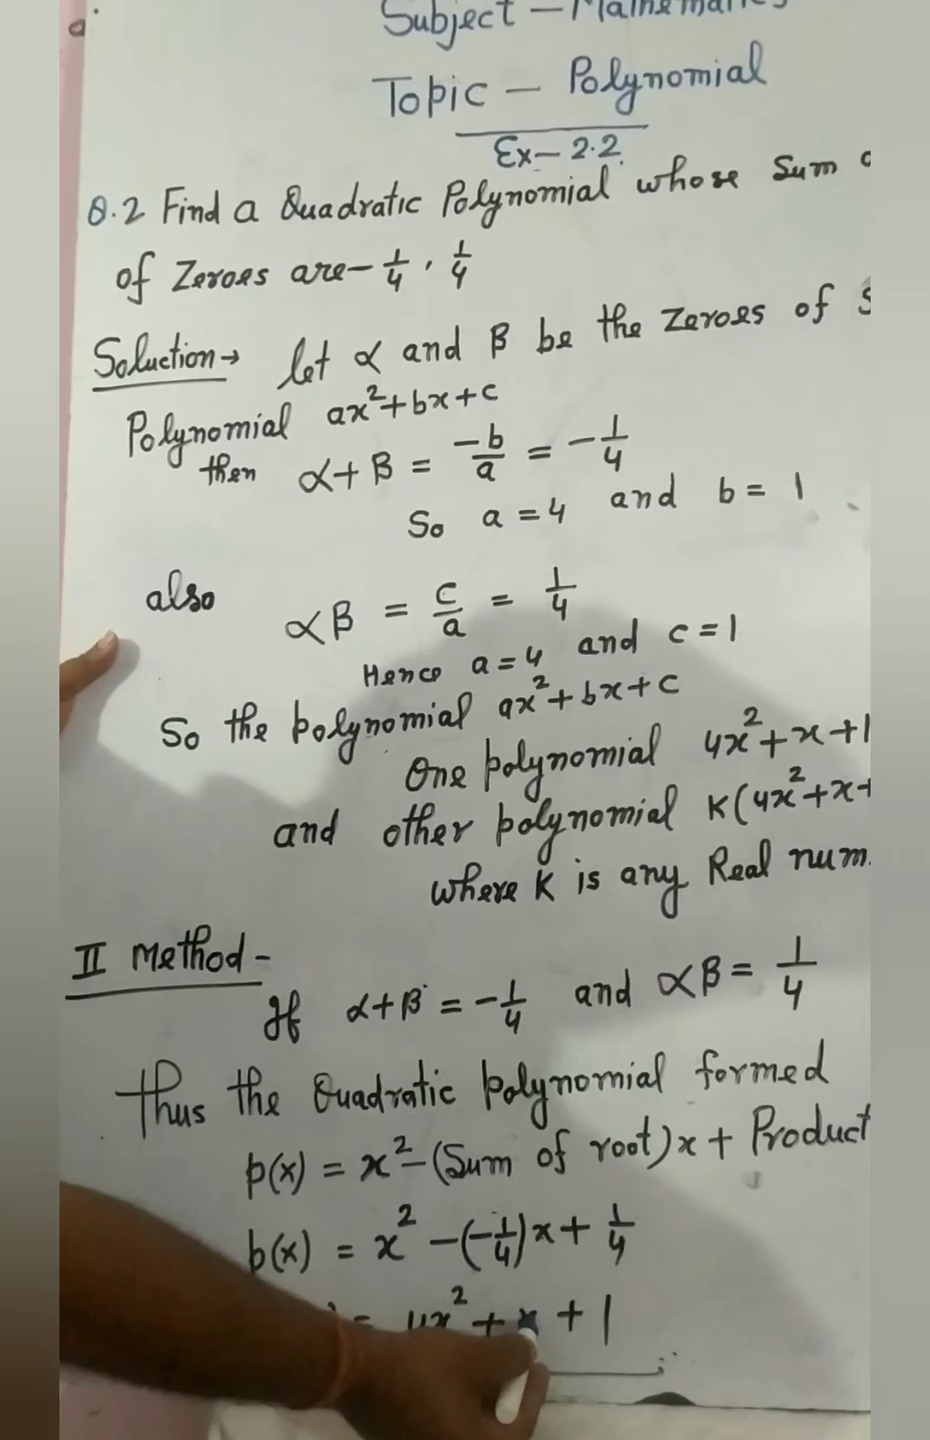 Subject - Mathematics
Topic - Polynomial
Ex- 2.2.
Q.2 Find a Quadratic Polynomial whose Sum
of Zeroes are - 1/4, 1/4
Soluction→ let α and β be the Zeroes of
Polynomial ax²+bx+c
then α+β = -b/a = -1/4
So a = 4 and b = 1
also αβ = c/a = 1/4
Hence a = 4 and c = 1
So the polynomial ax²+bx+c
One polynomial 4x²+x+1
and other polynomial K(4x²+x+
where K is any Real num
II Method -
If α+β = -1/4 and αβ = 1/4
Thus the Quadratic polynomial formed
p(x) = x² - (Sum of root)x + Product
p(x) = x² - (-1/4)x + 1/4
= 4x² + x + 1